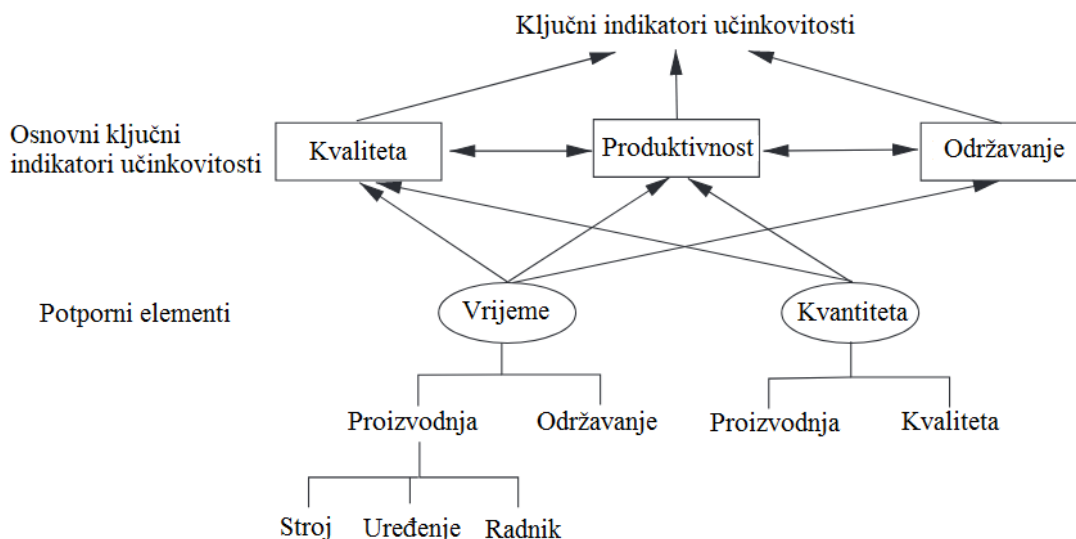 Ključni indikatori učinkovitosti
Osnovni ključni
indikatori učinkovitosti
Kvaliteta
Produktivnost
Održavanje
Potporni elementi
Vrijeme
Kvantiteta
Proizvodnja
Održavanje
Proizvodnja
Kvaliteta
Stroj
Uređenje
Radnik